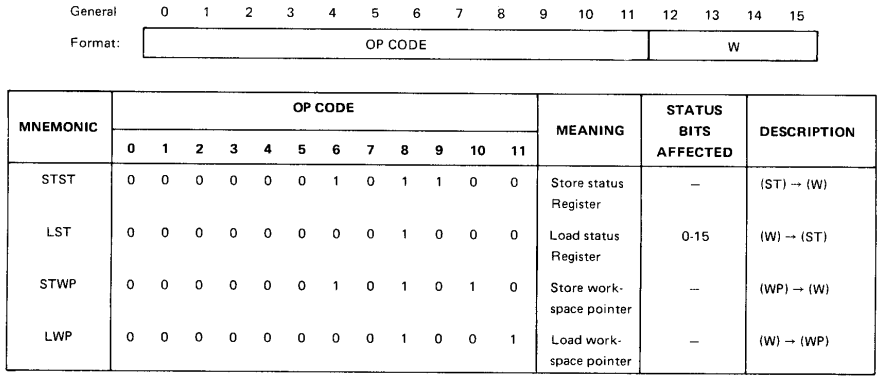 General 0 1 2 3 4 5 6 7 8 9 10 11 12 13 14 15
Format: OP CODE W
MNEMONIC OP CODE MEANING STATUS BITS AFFECTED DESCRIPTION
0 1 2 3 4 5 6 7 8 9 10 11
STST 0 0 0 0 0 0 1 0 1 1 0 0 Store status — (ST) → (W)
Register
LST 0 0 0 0 0 0 0 0 1 0 0 0 Load status 0-15 (W) → (ST)
Register
STWP 0 0 0 0 0 0 1 0 1 0 1 0 Store work- — (WP) → (W)
space pointer
LWP 0 0 0 0 0 0 0 0 1 0 0 1 Load work- — (W) → (WP)
space pointer